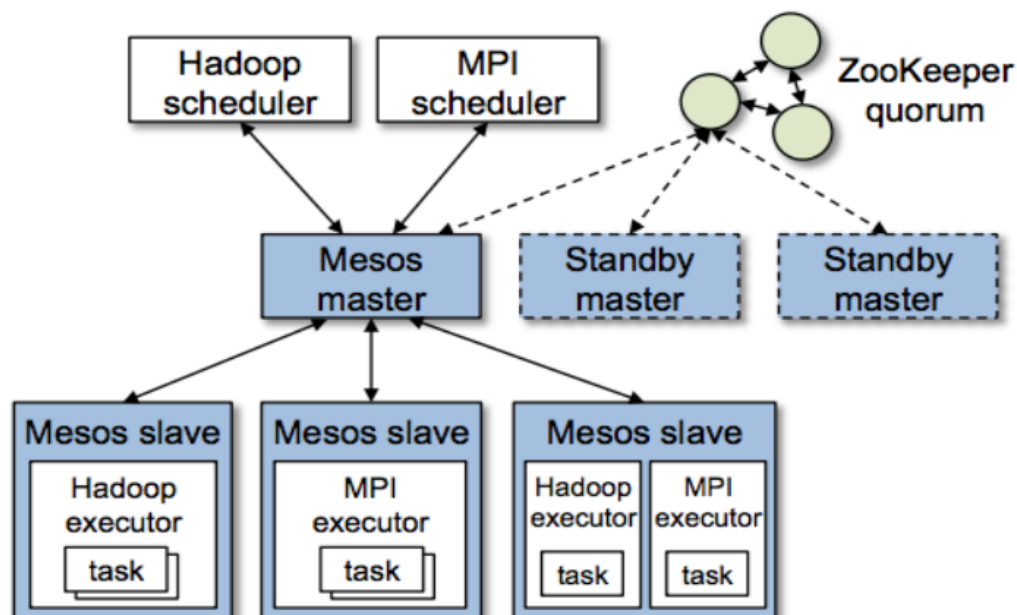 Hadoop
scheduler
MPI
scheduler
ZooKeeper
quorum
Mesos
master
Standby
master
Standby
master
Mesos slave
Hadoop
executor
task
Mesos slave
MPI
executor
task
Mesos slave
Hadoop
executor
task
MPI
executor
task